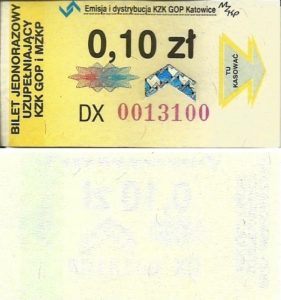 Emisja i dystrybucja KZK GOP Katowice
BILET JEDNORAZOWY
UZUPEŁNIAJĄCY
KZK GOP i MZKP
0,10 zł
TU
KASOWAĆ
DX 0013100